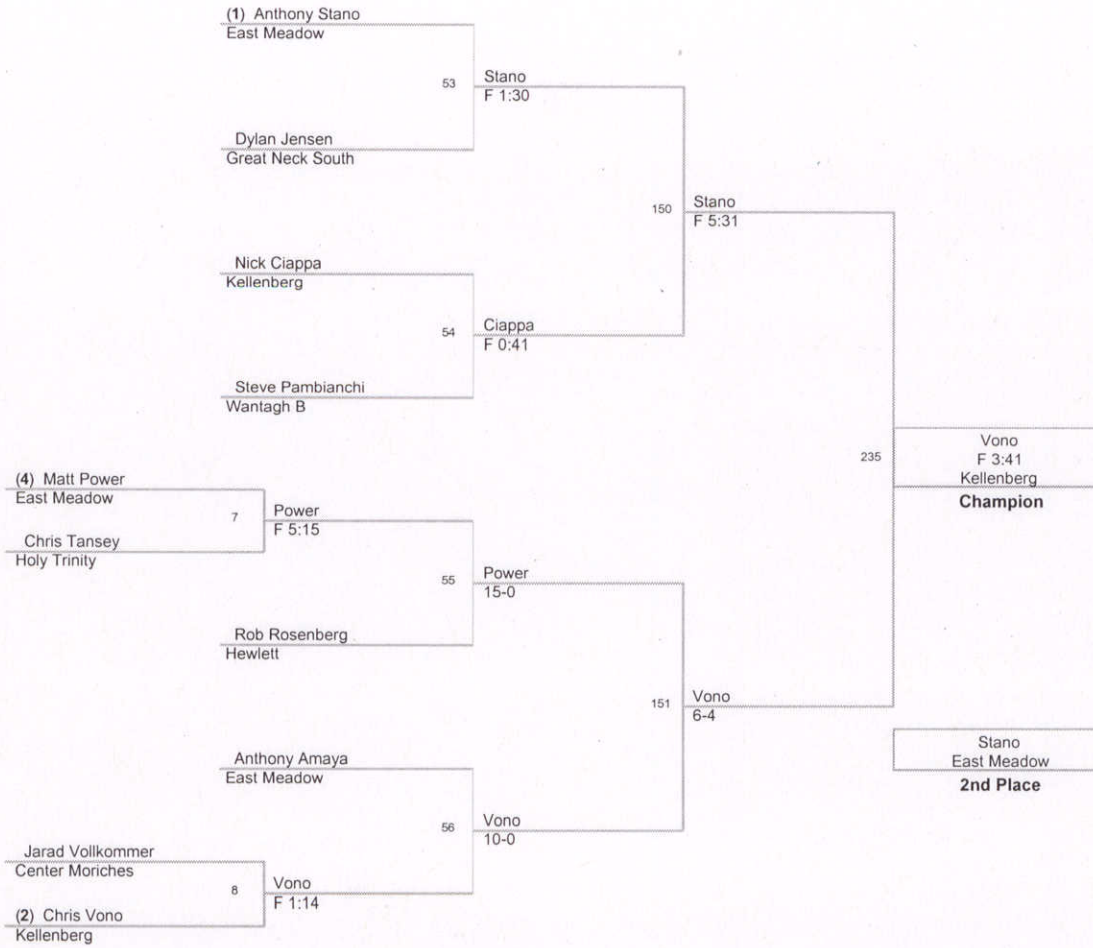 (1) Anthony Stano
East Meadow
53
Stano
F 1:30
Dylan Jensen
Great Neck South
150
Stano
F 5:31
Nick Ciappa
Kellenberg
54
Ciappa
F 0:41
Steve Pambianchi
Wantagh B
235
Vono
F 3:41
Kellenberg
Champion
(4) Matt Power
East Meadow
7
Power
F 5:15
Chris Tansey
Holy Trinity
55
Power
15-0
Rob Rosenberg
Hewlett
151
Vono
6-4
Anthony Amaya
East Meadow
56
Vono
10-0
Jarad Vollkommer
Center Moriches
8
Vono
F 1:14
(2) Chris Vono
Kellenberg
Stano
East Meadow
2nd Place